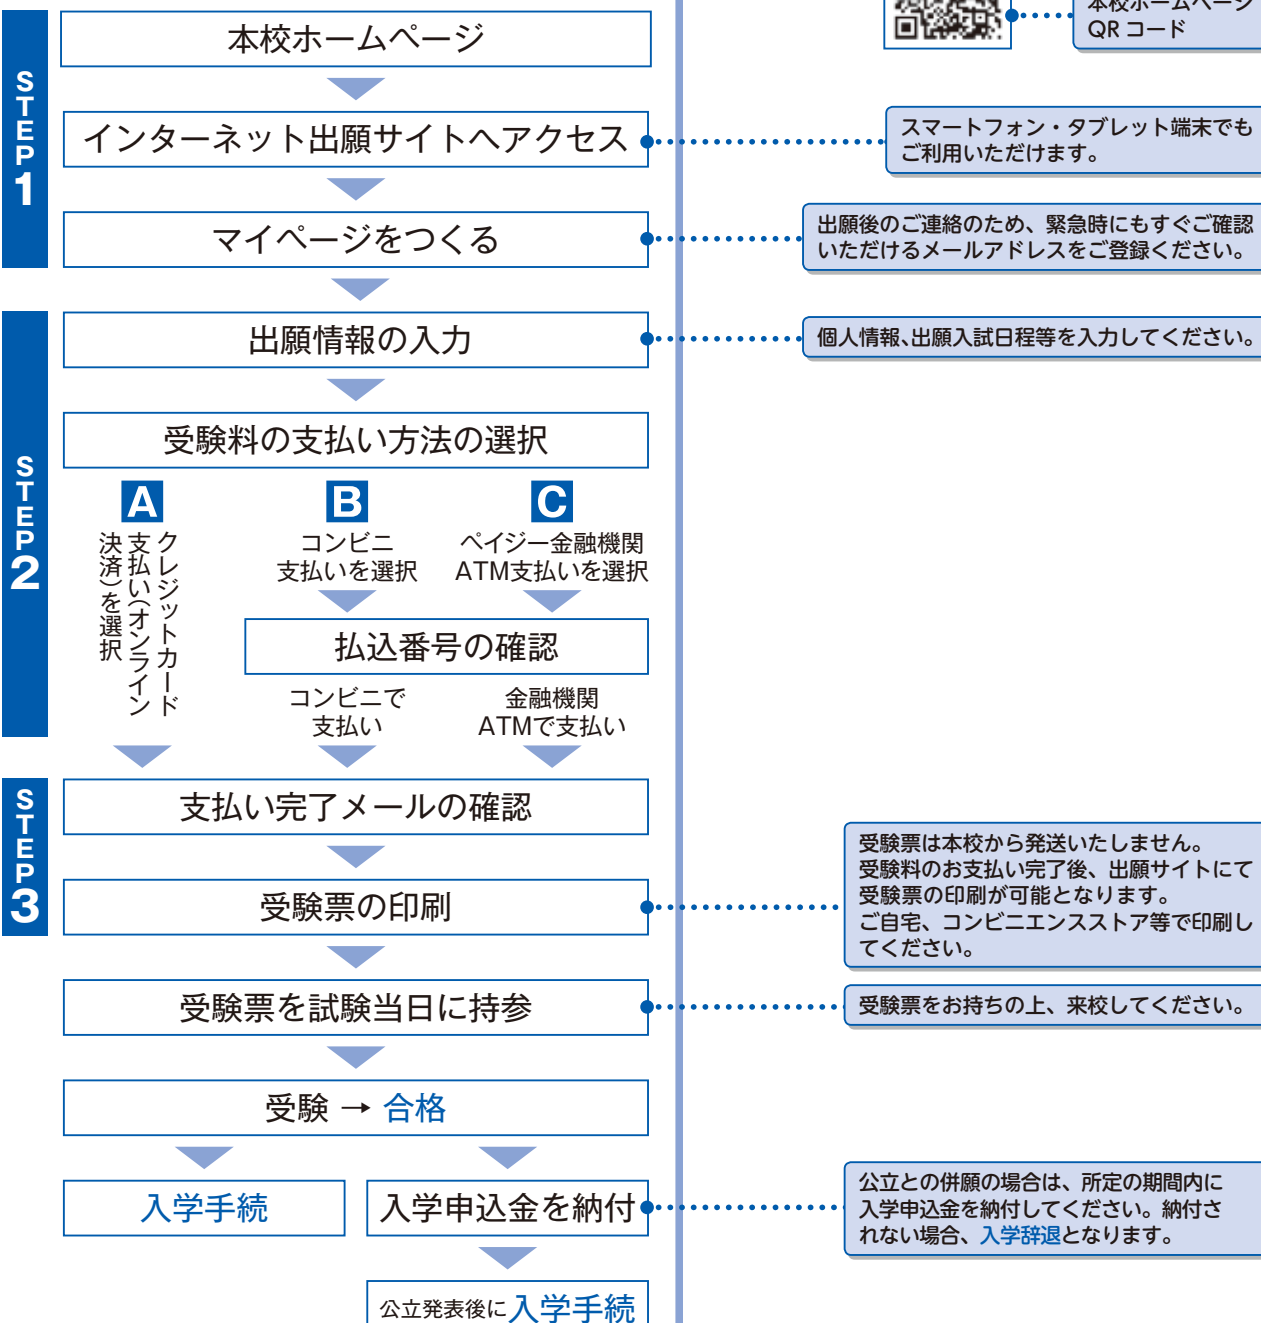 STEP1
本校ホームページ
本校ホームページ
QRコード
インターネット出願サイトへアクセス
スマートフォン・タブレット端末でも
ご利用いただけます。
マイページをつくる
出願後のご連絡のため、緊急時にもすぐご確認
いただけるメールアドレスをご登録ください。
STEP2
出願情報の入力
個人情報、出願入試日程等を入力してください。
受験料の支払い方法の選択
A
クレジットカード
支払い(オンライン
決済)を選択
B
コンビニ
支払いを選択
C
ペイジー金融機関
ATM支払いを選択
払込番号の確認
コンビニで
支払い
金融機関
ATMで支払い
STEP3
支払い完了メールの確認
受験票の印刷
受験票は本校から発送いたしません。
受験料のお支払い完了後、出願サイトにて
受験票の印刷が可能となります。
ご自宅、コンビニエンスストア等で印刷し
てください。
受験票を試験当日に持参
受験票をお持ちの上、来校してください。
受験 → 合格
入学手続
入学申込金を納付
公立との併願の場合は、所定の期間内に
入学申込金を納付してください。納付さ
れない場合、入学辞退となります。
公立発表後に入学手続